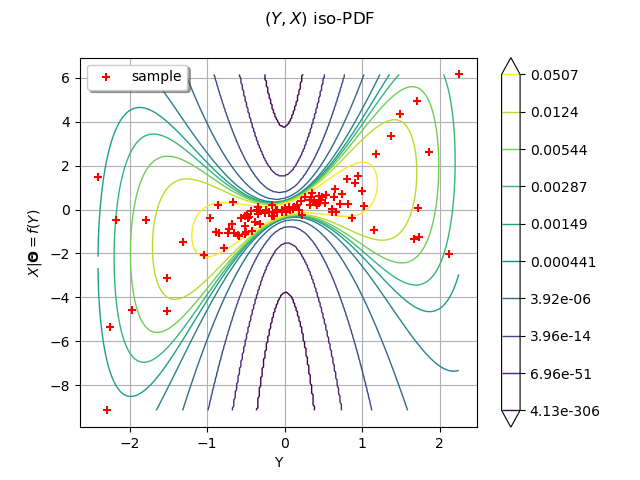 (Y, X) iso-PDF
sample
6
4
2
0
−2
−4
−6
−8
X|Θ = f(Y)
−2
−1
0
1
2
Y
0.0507
0.0124
0.00544
0.00287
0.00149
0.000441
3.92e-06
3.96e-14
6.96e-51
4.13e-306